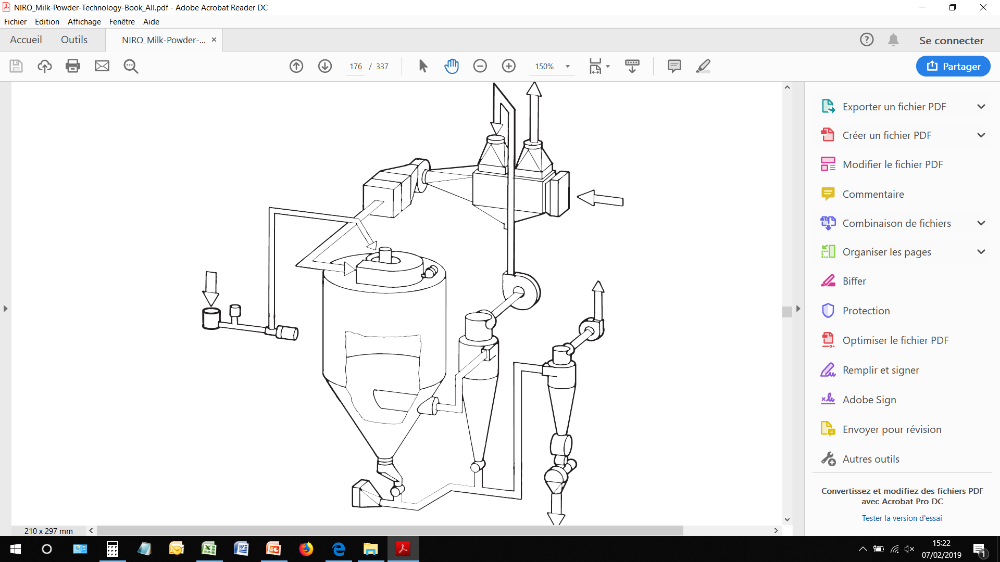 NIRO_Milk-Powder-Technology-Book_All.pdf - Adobe Acrobat Reader DC
Fichier Edition Affichage Fenêtre Aide
Accueil Outils NIRO_Milk-Powder-... × Se connecter
176 / 337 150% Partager
Exporter un fichier PDF
Créer un fichier PDF
Modifier le fichier PDF
Commentaire
Combinaison de fichiers
Organiser les pages
Biffer
Protection
Optimiser le fichier PDF
Remplir et signer
Adobe Sign
Envoyer pour révision
Autres outils
Convertissez et modifiez des fichiers PDF
avec Acrobat Pro DC
Tester la version d'essai
210 x 297 mm
15:22
07/02/2019
1